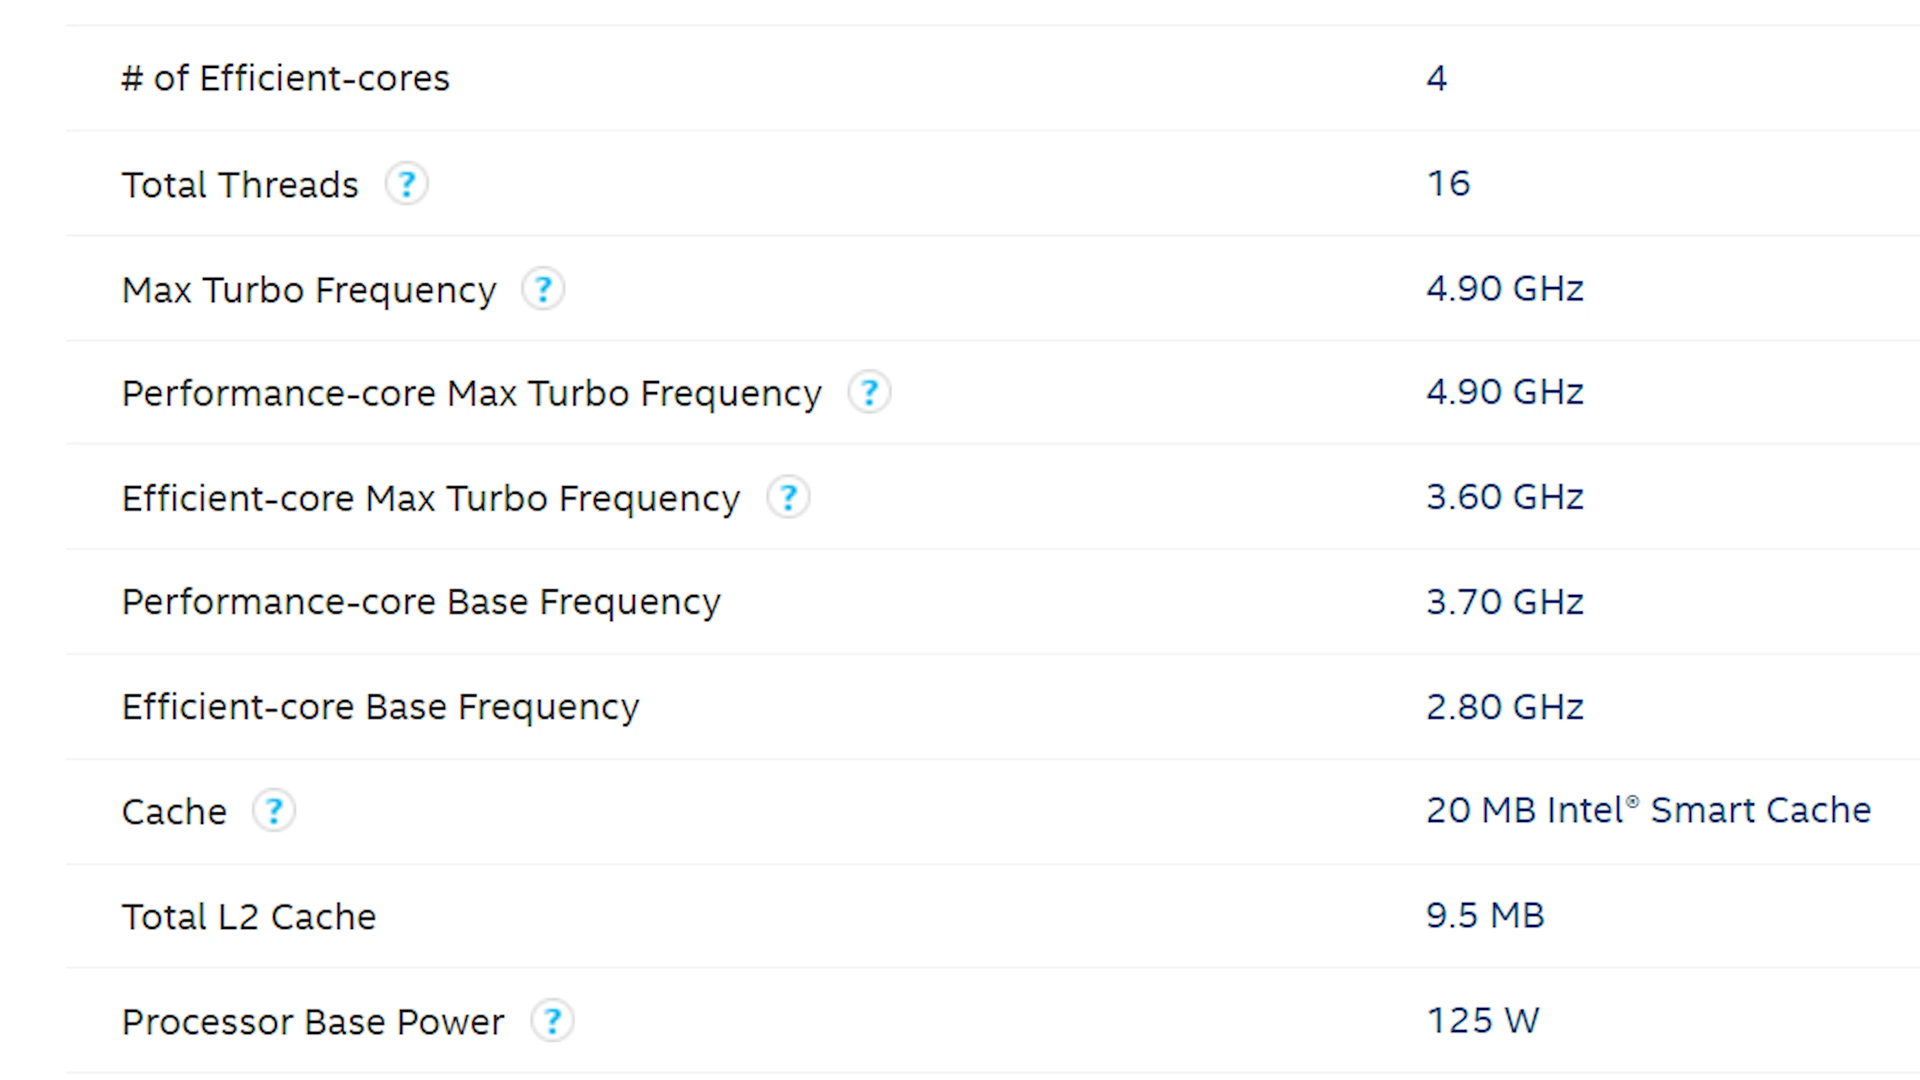 # of Efficient-cores 4
Total Threads ? 16
Max Turbo Frequency ? 4.90 GHz
Performance-core Max Turbo Frequency ? 4.90 GHz
Efficient-core Max Turbo Frequency ? 3.60 GHz
Performance-core Base Frequency 3.70 GHz
Efficient-core Base Frequency 2.80 GHz
Cache ? 20 MB Intel® Smart Cache
Total L2 Cache 9.5 MB
Processor Base Power ? 125 W